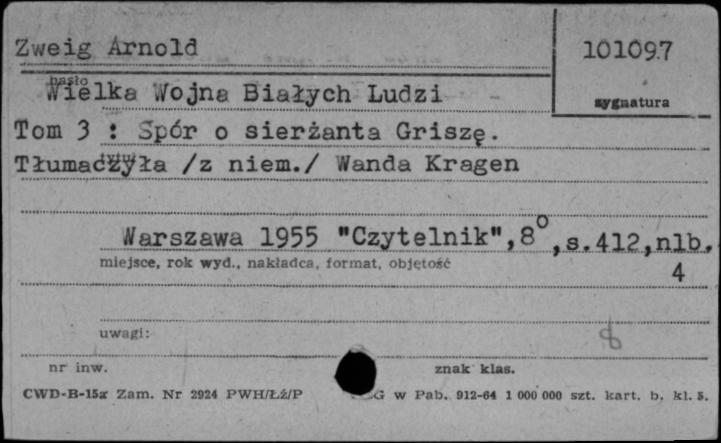 Zweig Arnold
101097
hasło
Wielka Wojna Białych Ludzi
sygnatura
Tom 3 : Spór o sierżanta Griszę.
Tłumaczyła /z niem./ Wanda Kragen
Warszawa 1955 "Czytelnik",8⁰,s.412,nlb.
miejsce, rok wyd., nakładca, format, objętość
4
uwagi:
8
nr inw.
znak klas.
CWD-B-15a Zam. Nr 2924 PWH/Łź/P G w Pab. 912-64 1 000 000 szt. kart. b. kl. 5.